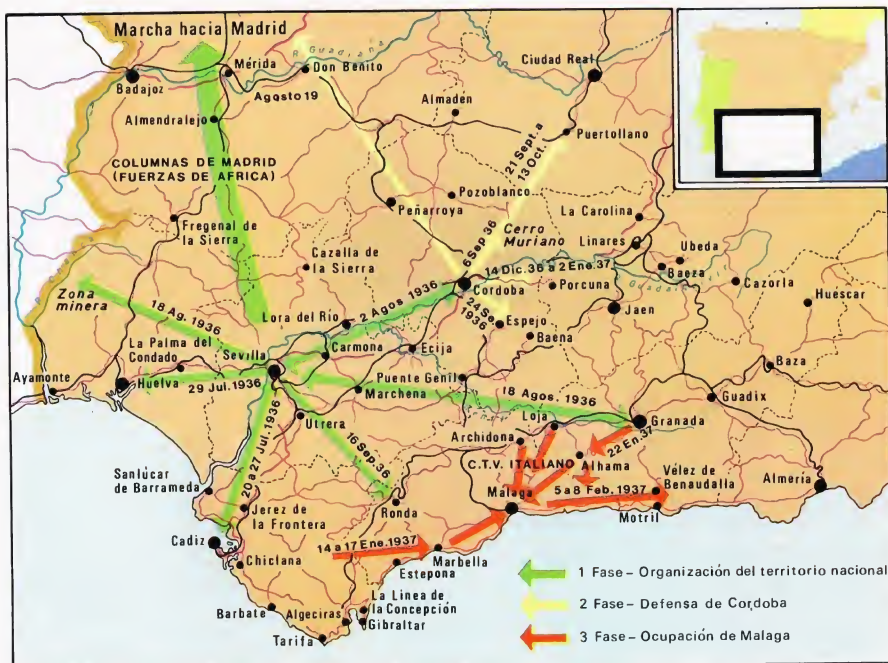 Marcha hacia Madrid
R. Guadiana
Ciudad Real
Mérida
Don Benito
Badajoz
Agosto 19
Almaden
Almendralejo
Puertollano
COLUMNAS DE MADRID
(FUERZAS DE AFRICA)
21 Sept. a
13 Oct.
Pozoblanco
Peñarroya
La Carolina
Fregenal de
la Sierra
Cerro
Muriano
Linares
Ubeda
Cazalla de
la Sierra
6 Sep 36
14 Dic. 36 a 2 Ene. 37
Baeza
Zona
minera
Cordoba
Porcuna
Cazorla
18 Ag. 1936
2 Agos 1936
Huescar
Lora del Río
24 Se
1936
Espejo
Jaen
La Palma del
Condado
Sevilla
Carmona
Ecija
Baena
Ayamonte
Huelva
29 Jul. 1936
Puente Genil
Baza
Marchena
18 Agos. 1936
Guadix
Utrera
Loja
Granada
Archidona
22 En. 37
20 a 27 Jul. 1936
16 Sep. 36
C.T.V. ITALIANO
Alhama
Sanlúcar
de Barrameda
Málaga
5 a 8 Feb. 1937
Vélez de
Benaudalla
Almería
Jerez de
la Frontera
Ronda
Motril
Cadiz
14 a 17 Ene. 1937
Chiclana
Marbella
Estepona
1 Fase – Organización del territorio nacional
La Linea de
la Concepción
Barbate
Algeciras
Gibraltar
2 Fase – Defensa de Cordoba
Tarifa
3 Fase – Ocupación de Malaga